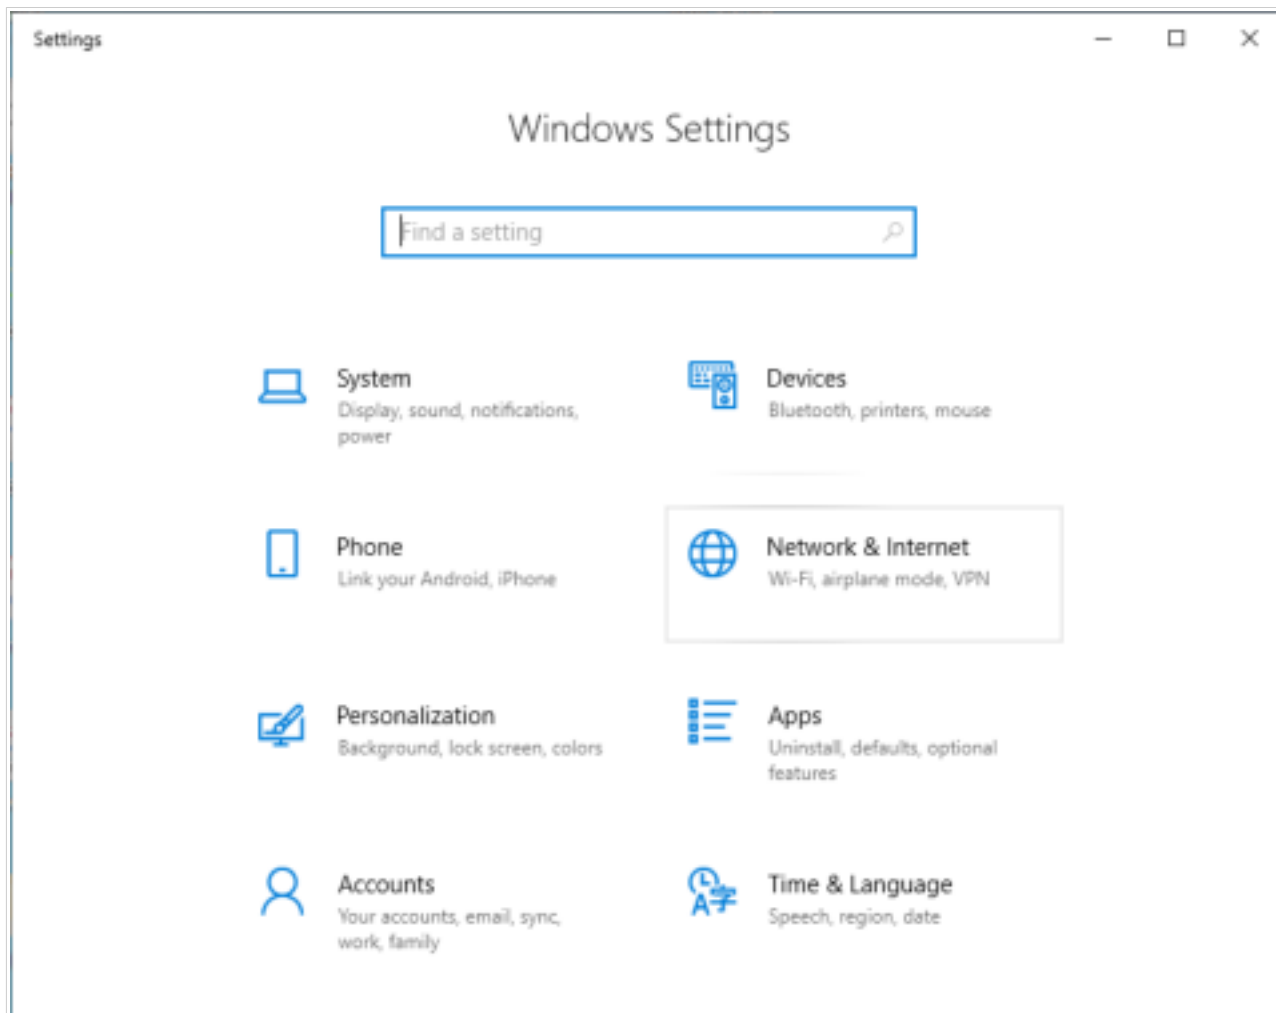 Settings
Windows Settings
Find a setting
System
Display, sound, notifications,
power
Devices
Bluetooth, printers, mouse
Phone
Link your Android, iPhone
Network & Internet
Wi-Fi, airplane mode, VPN
Personalization
Background, lock screen, colors
Apps
Uninstall, defaults, optional
features
Accounts
Your accounts, email, sync,
work, family
Time & Language
Speech, region, date